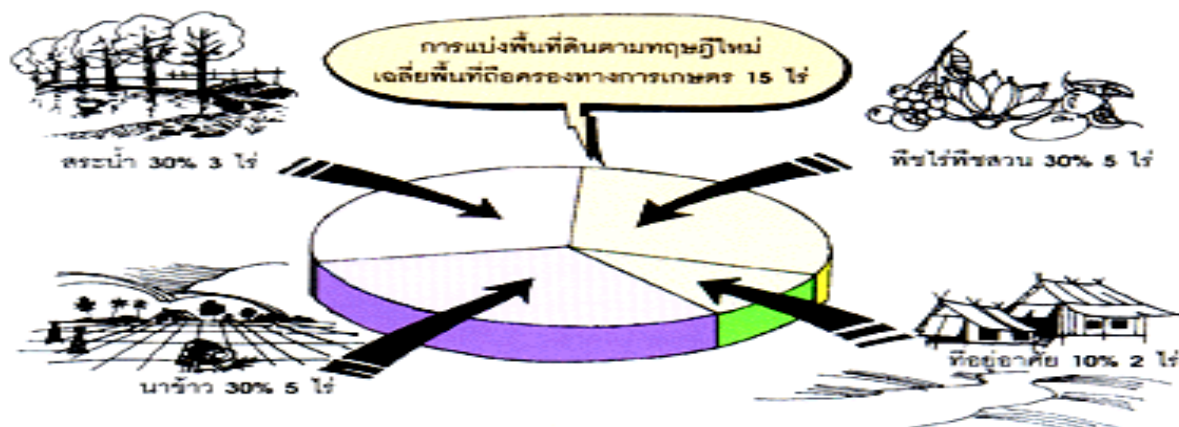 การแบ่งพื้นที่ดินตามทฤษฎีใหม่
เฉลี่ยพื้นที่ถือครองทางการเกษตร 15 ไร่
สระน้ำ 30% 3 ไร่
พืชไร่พืชสวน 30% 5 ไร่
นาข้าว 30% 5 ไร่
ที่อยู่อาศัย 10% 2 ไร่